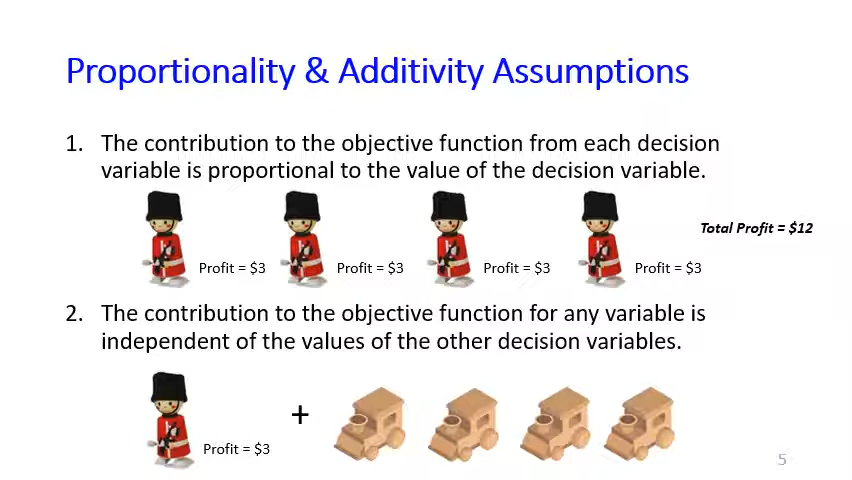 Proportionality & Additivity Assumptions
1. The contribution to the objective function from each decision
variable is proportional to the value of the decision variable.
Total Profit = $12
Profit = $3 Profit = $3 Profit = $3 Profit = $3
2. The contribution to the objective function for any variable is
independent of the values of the other decision variables.
+
Profit = $3
5